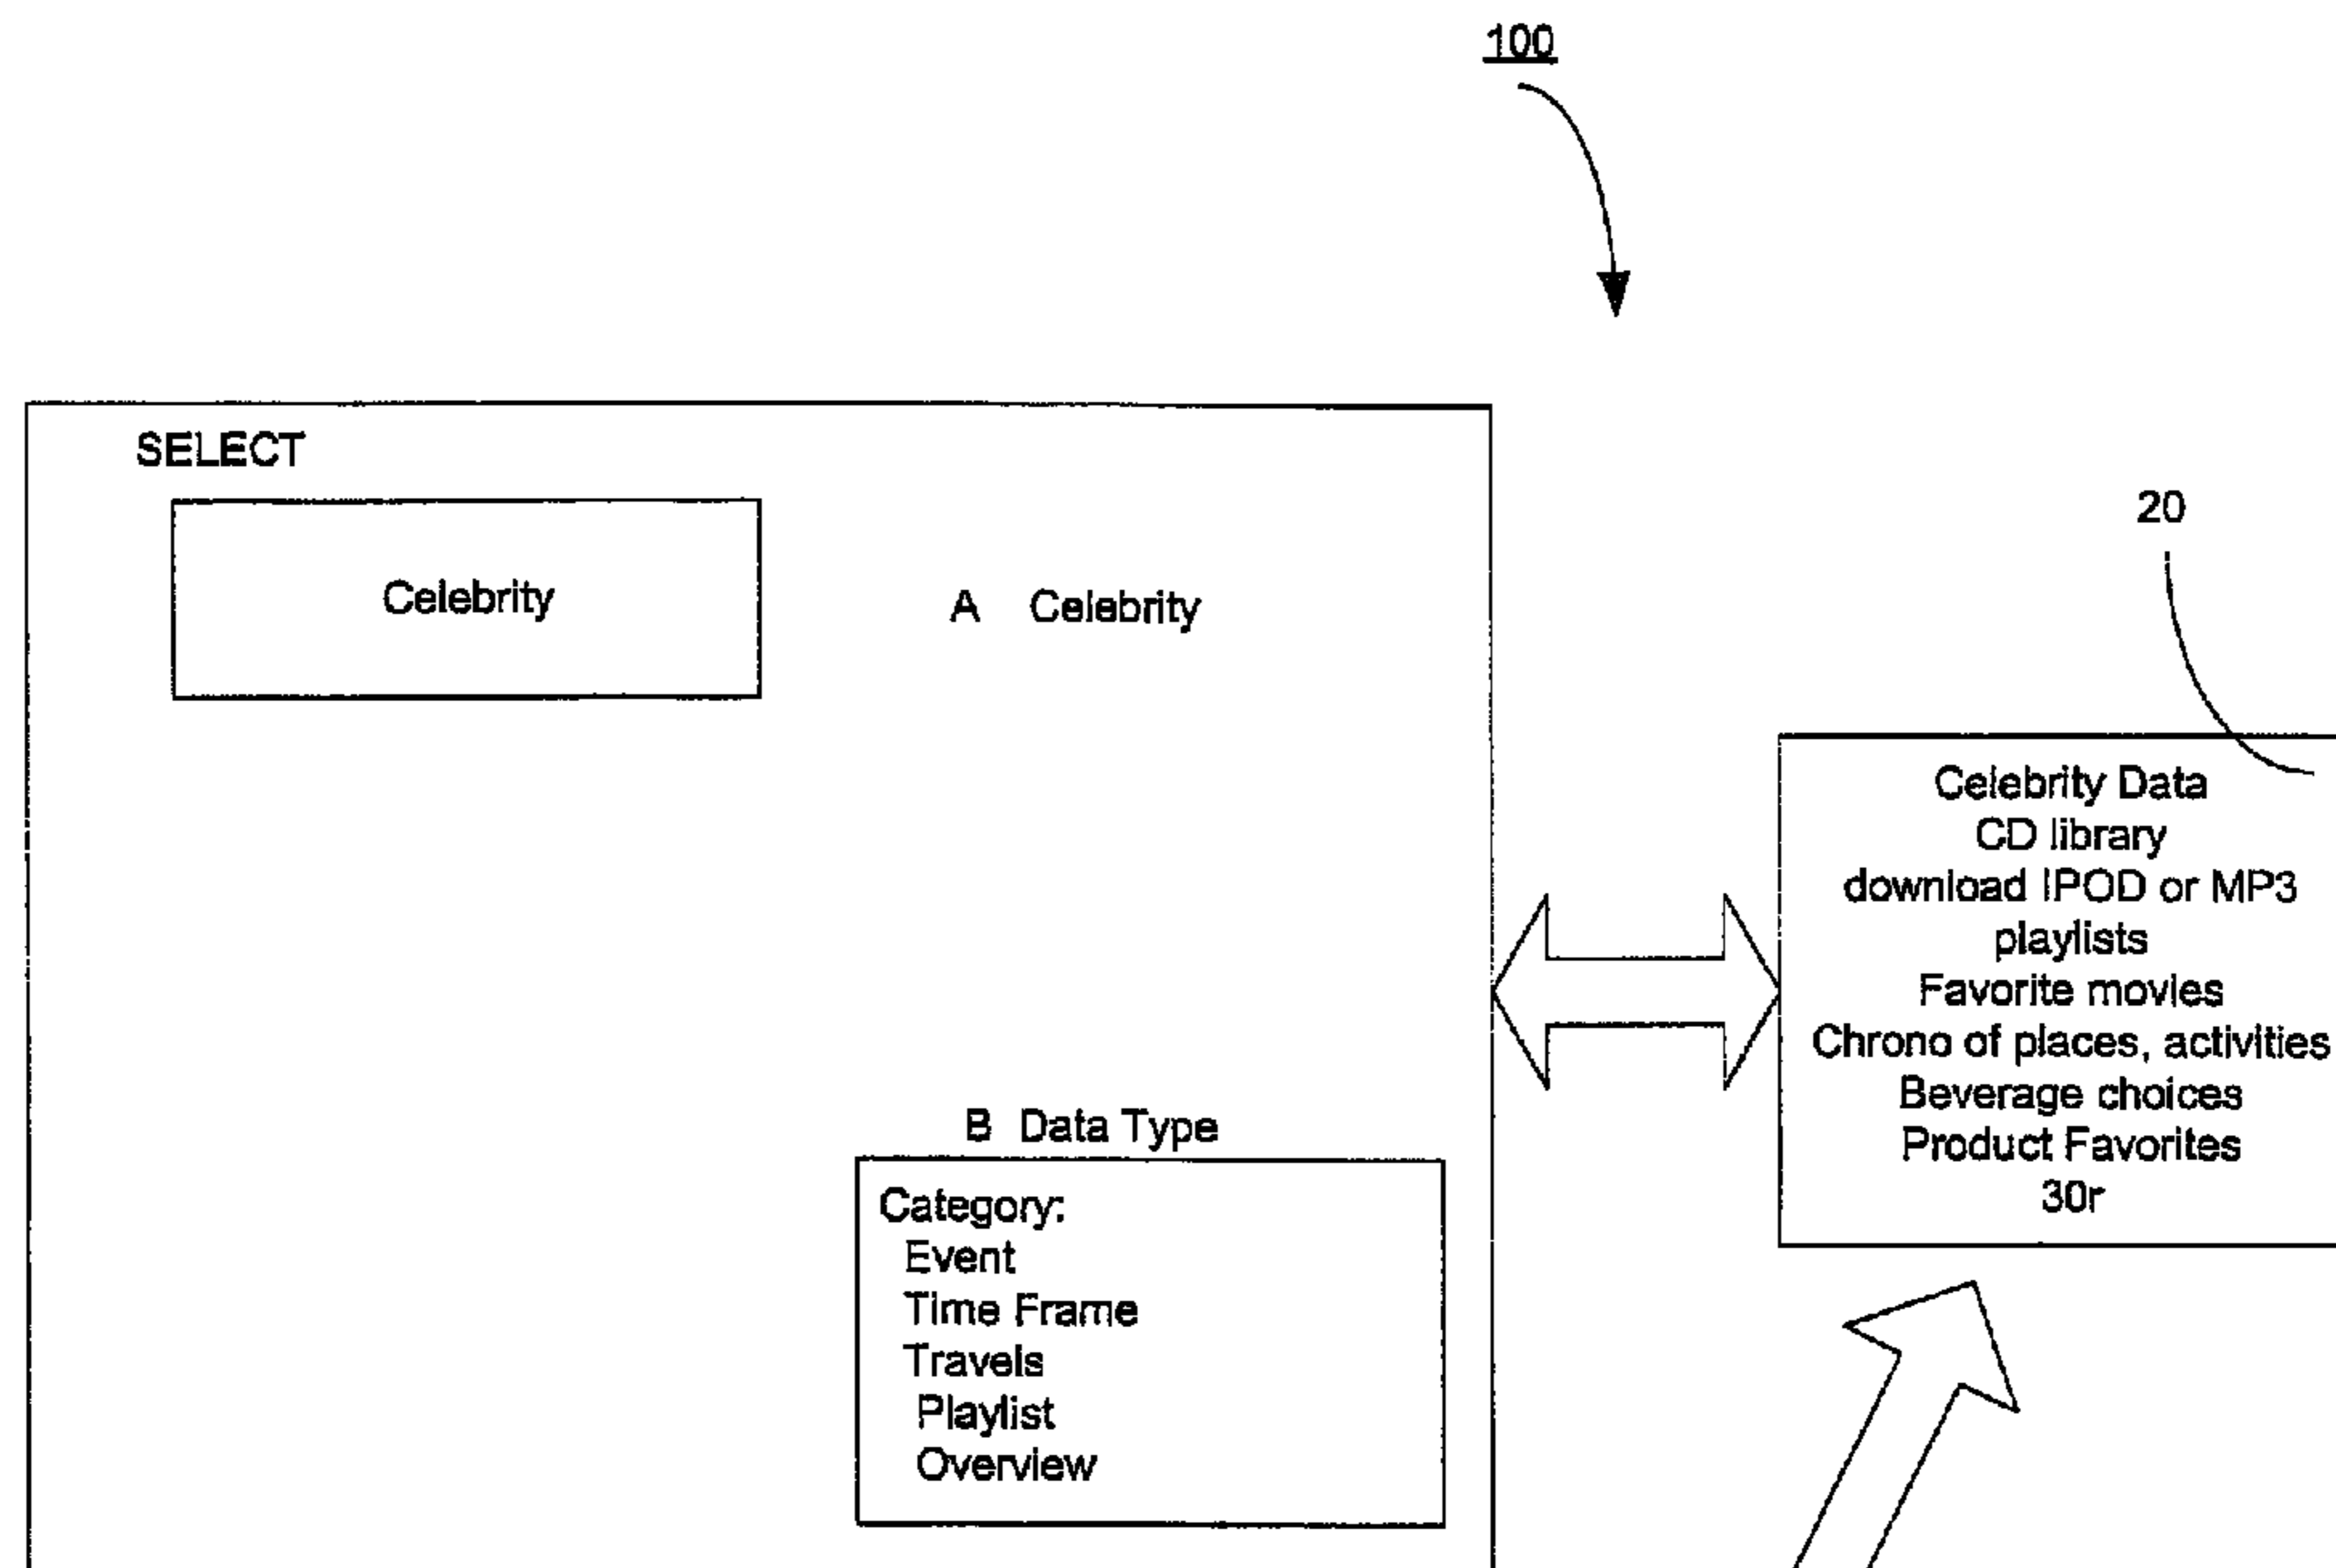 100
SELECT
Celebrity
A Celebrity
20
Celebrity Data
CD library
download IPOD or MP3
playlists
Favorite movies
Chrono of places, activities
Beverage choices
Product Favorites
30r
B Data Type
Category:
Event
Time Frame
Travels
Playlist
Overview